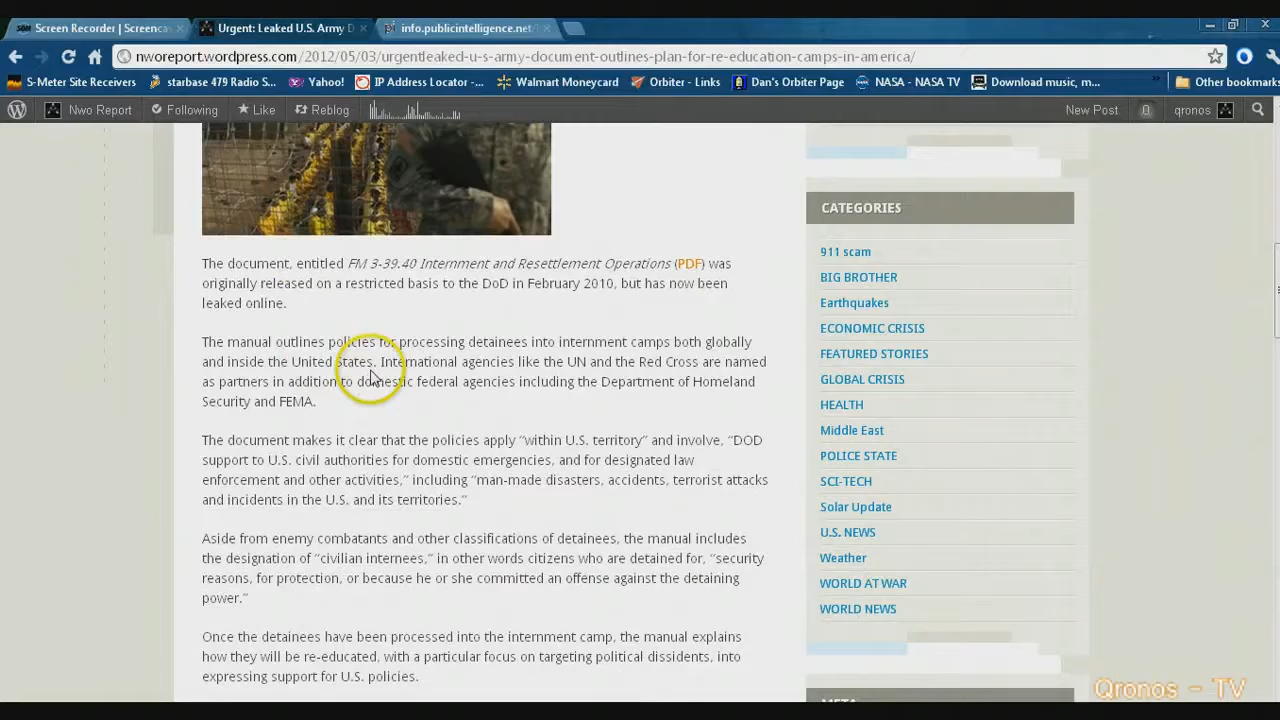 Screen Recorder | Screencas
Urgent: Leaked U.S. Army D
info.publicintelligence.net/
nworeport.wordpress.com/2012/05/03/urgentleaked-u-s-army-document-outlines-plan-for-re-education-camps-in-america/
S-Meter Site Receivers
starbase 479 Radio S...
Yahoo!
IP Address Locator - ...
Walmart Moneycard
Orbiter - Links
Dan's Orbiter Page
NASA - NASA TV
Download music, m...
Other bookmarks
Nwo Report
Following
Like
Reblog
New Post
0
qronos
The document, entitled FM 3-39.40 Internment and Resettlement Operations (PDF) was
originally released on a restricted basis to the DoD in February 2010, but has now been
leaked online.
The manual outlines policies for processing detainees into internment camps both globally
and inside the United States. International agencies like the UN and the Red Cross are named
as partners in addition to domestic federal agencies including the Department of Homeland
Security and FEMA.
The document makes it clear that the policies apply “within U.S. territory” and involve, “DOD
support to U.S. civil authorities for domestic emergencies, and for designated law
enforcement and other activities,” including “man-made disasters, accidents, terrorist attacks
and incidents in the U.S. and its territories.”
Aside from enemy combatants and other classifications of detainees, the manual includes
the designation of “civilian internees,” in other words citizens who are detained for, “security
reasons, for protection, or because he or she committed an offense against the detaining
power.”
Once the detainees have been processed into the internment camp, the manual explains
how they will be re-educated, with a particular focus on targeting political dissidents, into
expressing support for U.S. policies.
CATEGORIES
911 scam
BIG BROTHER
Earthquakes
ECONOMIC CRISIS
FEATURED STORIES
GLOBAL CRISIS
HEALTH
Middle East
POLICE STATE
SCI-TECH
Solar Update
U.S. NEWS
Weather
WORLD AT WAR
WORLD NEWS
META
Qronos - TV